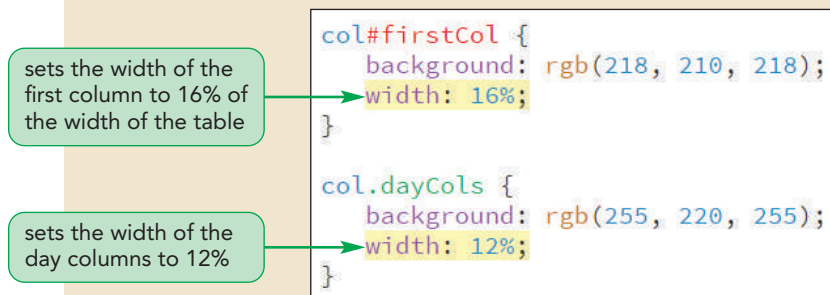 col#firstCol {
background: rgb(218, 210, 218);
width: 16%;
}
sets the width of the
first column to 16% of
the width of the table
col.dayCols {
background: rgb(255, 220, 255);
width: 12%;
}
sets the width of the
day columns to 12%